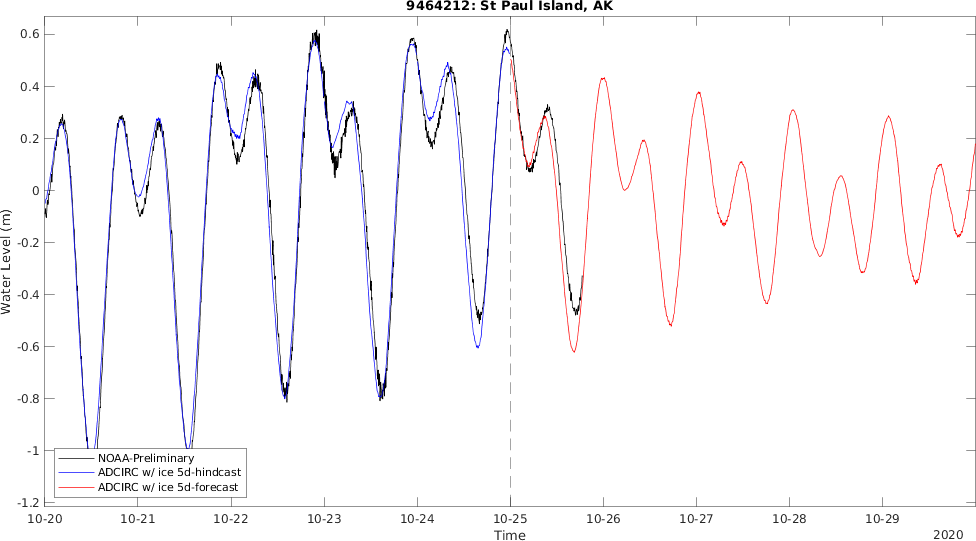 9464212: St Paul Island, AK
0.6
0.4
0.2
0
-0.2
-0.4
-0.6
-0.8
-1
-1.2
Water Level (m)
NOAA-Preliminary
ADCIRC w/ ice 5d-hindcast
ADCIRC w/ ice 5d-forecast
10-20 10-21 10-22 10-23 10-24 10-25 10-26 10-27 10-28 10-29
Time
2020